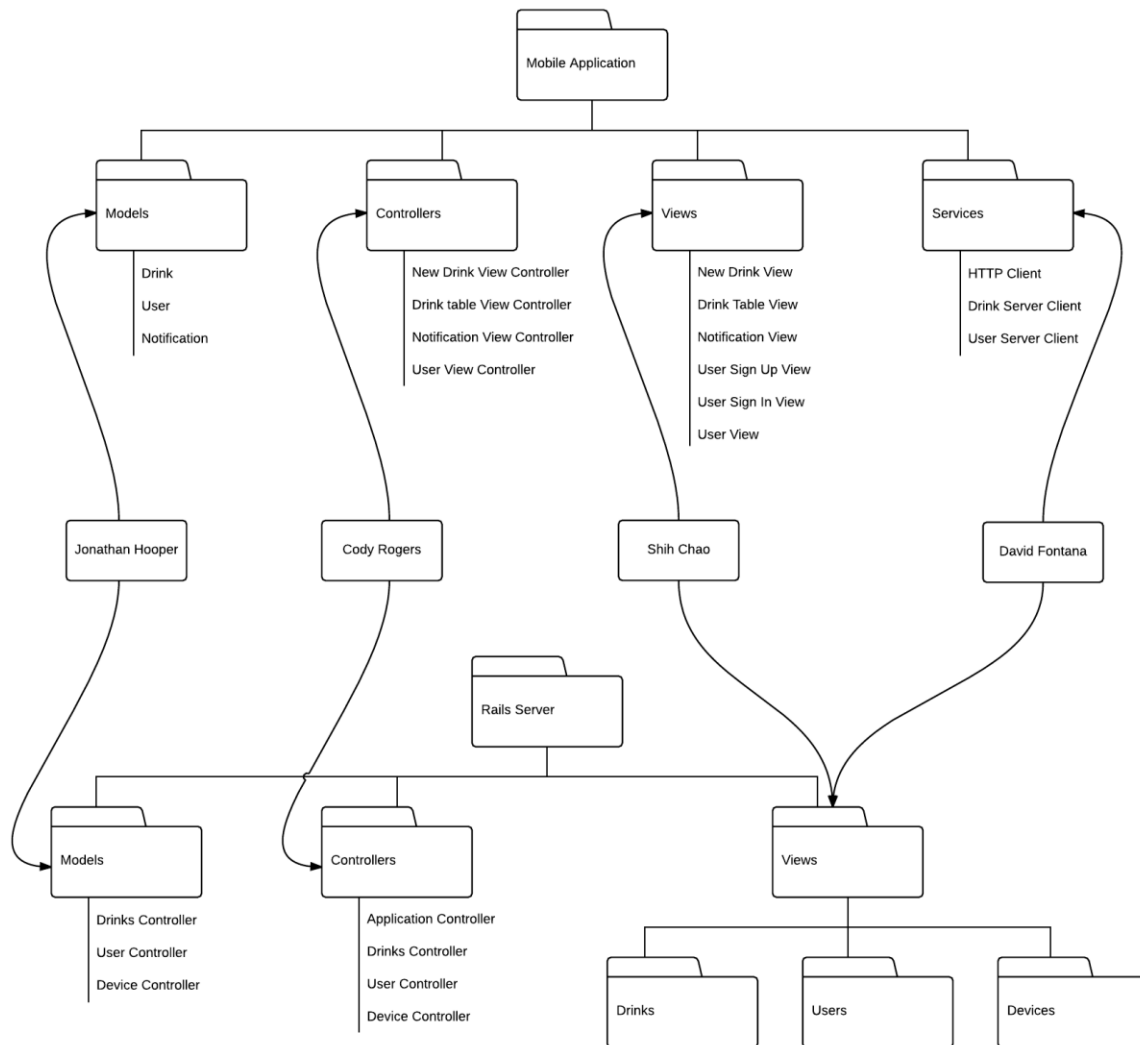 Mobile Application
Models
Controllers
Views
Services
Drink
User
Notification
New Drink View Controller
Drink table View Controller
Notification View Controller
User View Controller
New Drink View
Drink Table View
Notification View
User Sign Up View
User Sign In View
User View
HTTP Client
Drink Server Client
User Server Client
Jonathan Hooper
Cody Rogers
Shih Chao
David Fontana
Rails Server
Models
Controllers
Views
Drinks Controller
User Controller
Device Controller
Application Controller
Drinks Controller
User Controller
Device Controller
Drinks
Users
Devices